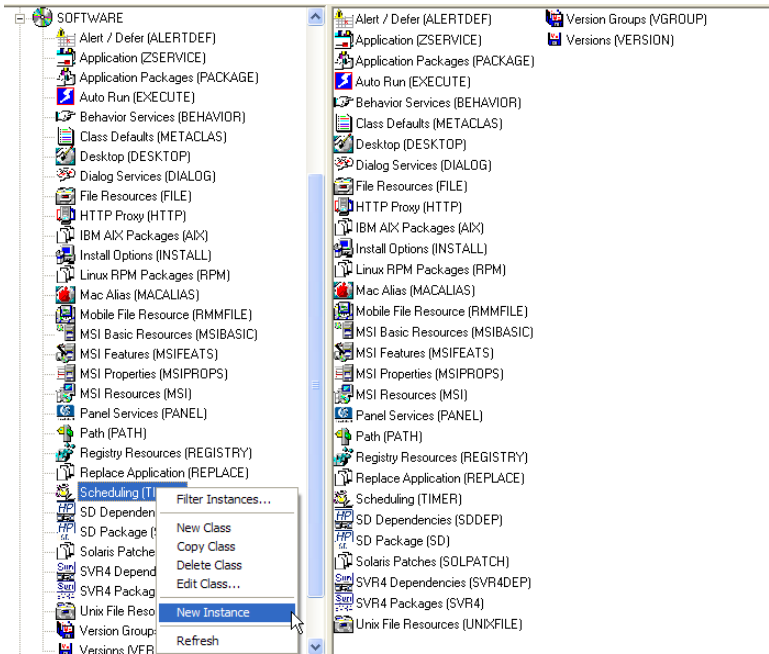 SOFTWARE
Alert / Defer (ALERTDEF)
Application (ZSERVICE)
Application Packages (PACKAGE)
Auto Run (EXECUTE)
Behavior Services (BEHAVIOR)
Class Defaults (METACLAS)
Desktop (DESKTOP)
Dialog Services (DIALOG)
File Resources (FILE)
HTTP Proxy (HTTP)
IBM AIX Packages (AIX)
Install Options (INSTALL)
Linux RPM Packages (RPM)
Mac Alias (MACALIAS)
Mobile File Resource (RMMFILE)
MSI Basic Resources (MSIBASIC)
MSI Features (MSIFEATS)
MSI Properties (MSIPROPS)
MSI Resources (MSI)
Panel Services (PANEL)
Path (PATH)
Registry Resources (REGISTRY)
Replace Application (REPLACE)
Scheduling (TI
SD Dependen
SD Package (
Solaris Patche
SVR4 Depend
SVR4 Packag
Unix File Reso
Version Group
Versions (VER
Filter Instances...
New Class
Copy Class
Delete Class
Edit Class...
New Instance
Refresh
Alert / Defer (ALERTDEF)
Application (ZSERVICE)
Application Packages (PACKAGE)
Auto Run (EXECUTE)
Behavior Services (BEHAVIOR)
Class Defaults (METACLAS)
Desktop (DESKTOP)
Dialog Services (DIALOG)
File Resources (FILE)
HTTP Proxy (HTTP)
IBM AIX Packages (AIX)
Install Options (INSTALL)
Linux RPM Packages (RPM)
Mac Alias (MACALIAS)
Mobile File Resource (RMMFILE)
MSI Basic Resources (MSIBASIC)
MSI Features (MSIFEATS)
MSI Properties (MSIPROPS)
MSI Resources (MSI)
Panel Services (PANEL)
Path (PATH)
Registry Resources (REGISTRY)
Replace Application (REPLACE)
Scheduling (TIMER)
SD Dependencies (SDDEP)
SD Package (SD)
Solaris Patches (SOLPATCH)
SVR4 Dependencies (SVR4DEP)
SVR4 Packages (SVR4)
Unix File Resources (UNIXFILE)
Version Groups (VGROUP)
Versions (VERSION)